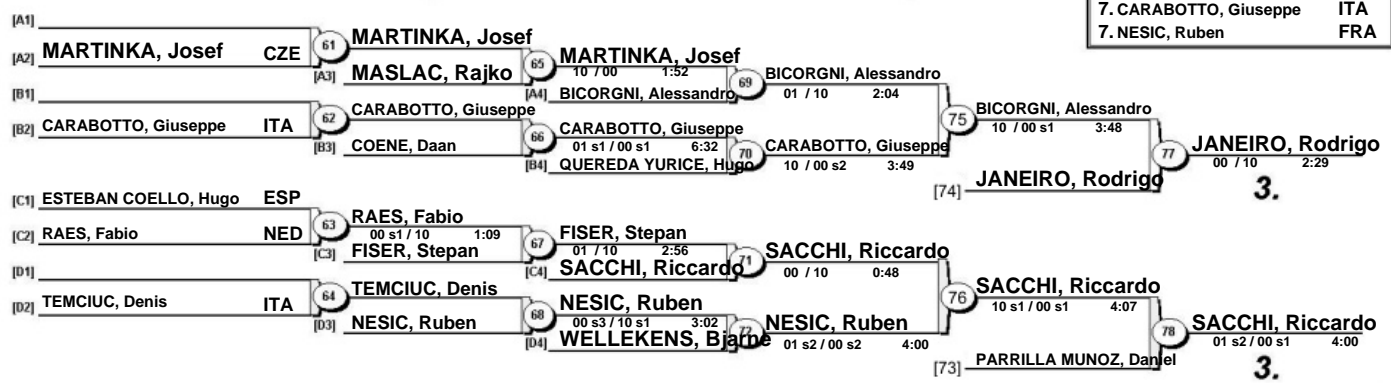 7. CARABOTTO, Giuseppe ITA
7. NESIC, Ruben FRA
[A1]
[A2] MARTINKA, Josef CZE
61 MARTINKA, Josef
[A3] MASLAC, Rajko
65 MARTINKA, Josef
10 / 00 1:52
[A4] BICORGNI, Alessandro
69 BICORGNI, Alessandro
01 / 10 2:04
[B1]
[B2] CARABOTTO, Giuseppe ITA
62 CARABOTTO, Giuseppe
[B3] COENE, Daan
66 CARABOTTO, Giuseppe
01 s1 / 00 s1 6:32
[B4] QUEREDA YURICE, Hugo
70 CARABOTTO, Giuseppe
10 / 00 s2 3:49
75 BICORGNI, Alessandro
10 / 00 s1 3:48
[74] JANEIRO, Rodrigo
77 JANEIRO, Rodrigo
00 / 10 2:29
3.
[C1] ESTEBAN COELLO, Hugo ESP
[C2] RAES, Fabio NED
63 RAES, Fabio
00 s1 / 10 1:09
[C3] FISER, Stepan
67 FISER, Stepan
01 / 10 2:56
[C4] SACCHI, Riccardo
71 SACCHI, Riccardo
00 / 10 0:48
[D1]
[D2] TEMCIUC, Denis ITA
64 TEMCIUC, Denis
[D3] NESIC, Ruben
68 NESIC, Ruben
00 s3 / 10 s1 3:02
[D4] WELLEKENS, Bjarne
72 NESIC, Ruben
01 s2 / 00 s2 4:00
76 SACCHI, Riccardo
10 s1 / 00 s1 4:07
[73] PARRILLA MUNOZ, Daniel
78 SACCHI, Riccardo
01 s2 / 00 s1 4:00
3.